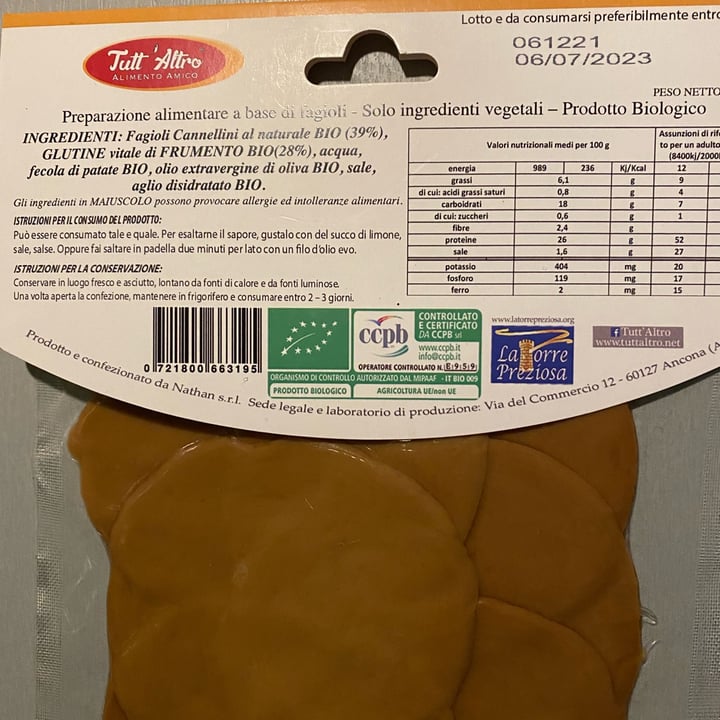 Lotto e da consumarsi preferibilmente entro
Tutt'Altro
ALIMENTO AMICO
061221
06/07/2023
PESO NETTO
Preparazione alimentare a base di fagioli - Solo ingredienti vegetali – Prodotto Biologico
INGREDIENTI: Fagioli Cannellini al naturale BIO (39%),
GLUTINE vitale di FRUMENTO BIO(28%), acqua,
fecola di patate BIO, olio extravergine di oliva BIO, sale,
aglio disidratato BIO.
Gli ingredienti in MAIUSCOLO possono provocare allergie ed intolleranze alimentari.
ISTRUZIONI PER IL CONSUMO DEL PRODOTTO:
Può essere consumato tale e quale. Per esaltarne il sapore, gustalo con del succo di limone,
sale, salse. Oppure fai saltare in padella due minuti per lato con un filo d'olio evo.
ISTRUZIONI PER LA CONSERVAZIONE:
Conservare in luogo fresco e asciutto, lontano da fonti di calore e da fonti luminose.
Una volta aperta la confezione, mantenere in frigorifero e consumare entro 2 – 3 giorni.
Valori nutrizionali medi per 100 g
Assunzioni di rif
to per un adulto
(8400kj/2000
energia 989 236 Kj/Kcal 12
grassi 6,1 g 9
di cui: acidi grassi saturi 0,8 g 4
carboidrati 18 g 7
di cui: zuccheri 0,6 g 1
fibre 2,4 g
proteine 26 g 52
sale 1,6 g 27
potassio 404 mg 20
fosforo 119 mg 17
ferro 2 mg 15
0 721800 663195
ccpb
CONTROLLATO
E CERTIFICATO
DA CCPB srl
www.ccpb.it
info@ccpb.it
OPERATORE CONTROLLATO N. E959
ORGANISMO DI CONTROLLO AUTORIZZATO DAL MIPAAF - IT BIO 009
PRODOTTO BIOLOGICO
AGRICOLTURA UE/non UE
www.latorrepreziosa.org
La Torre
Preziosa
f Tutt'Altro
www.tuttaltro.net
Prodotto e confezionato da Nathan s.r.l. Sede legale e laboratorio di produzione: Via del Commercio 12 - 60127 Ancona (A